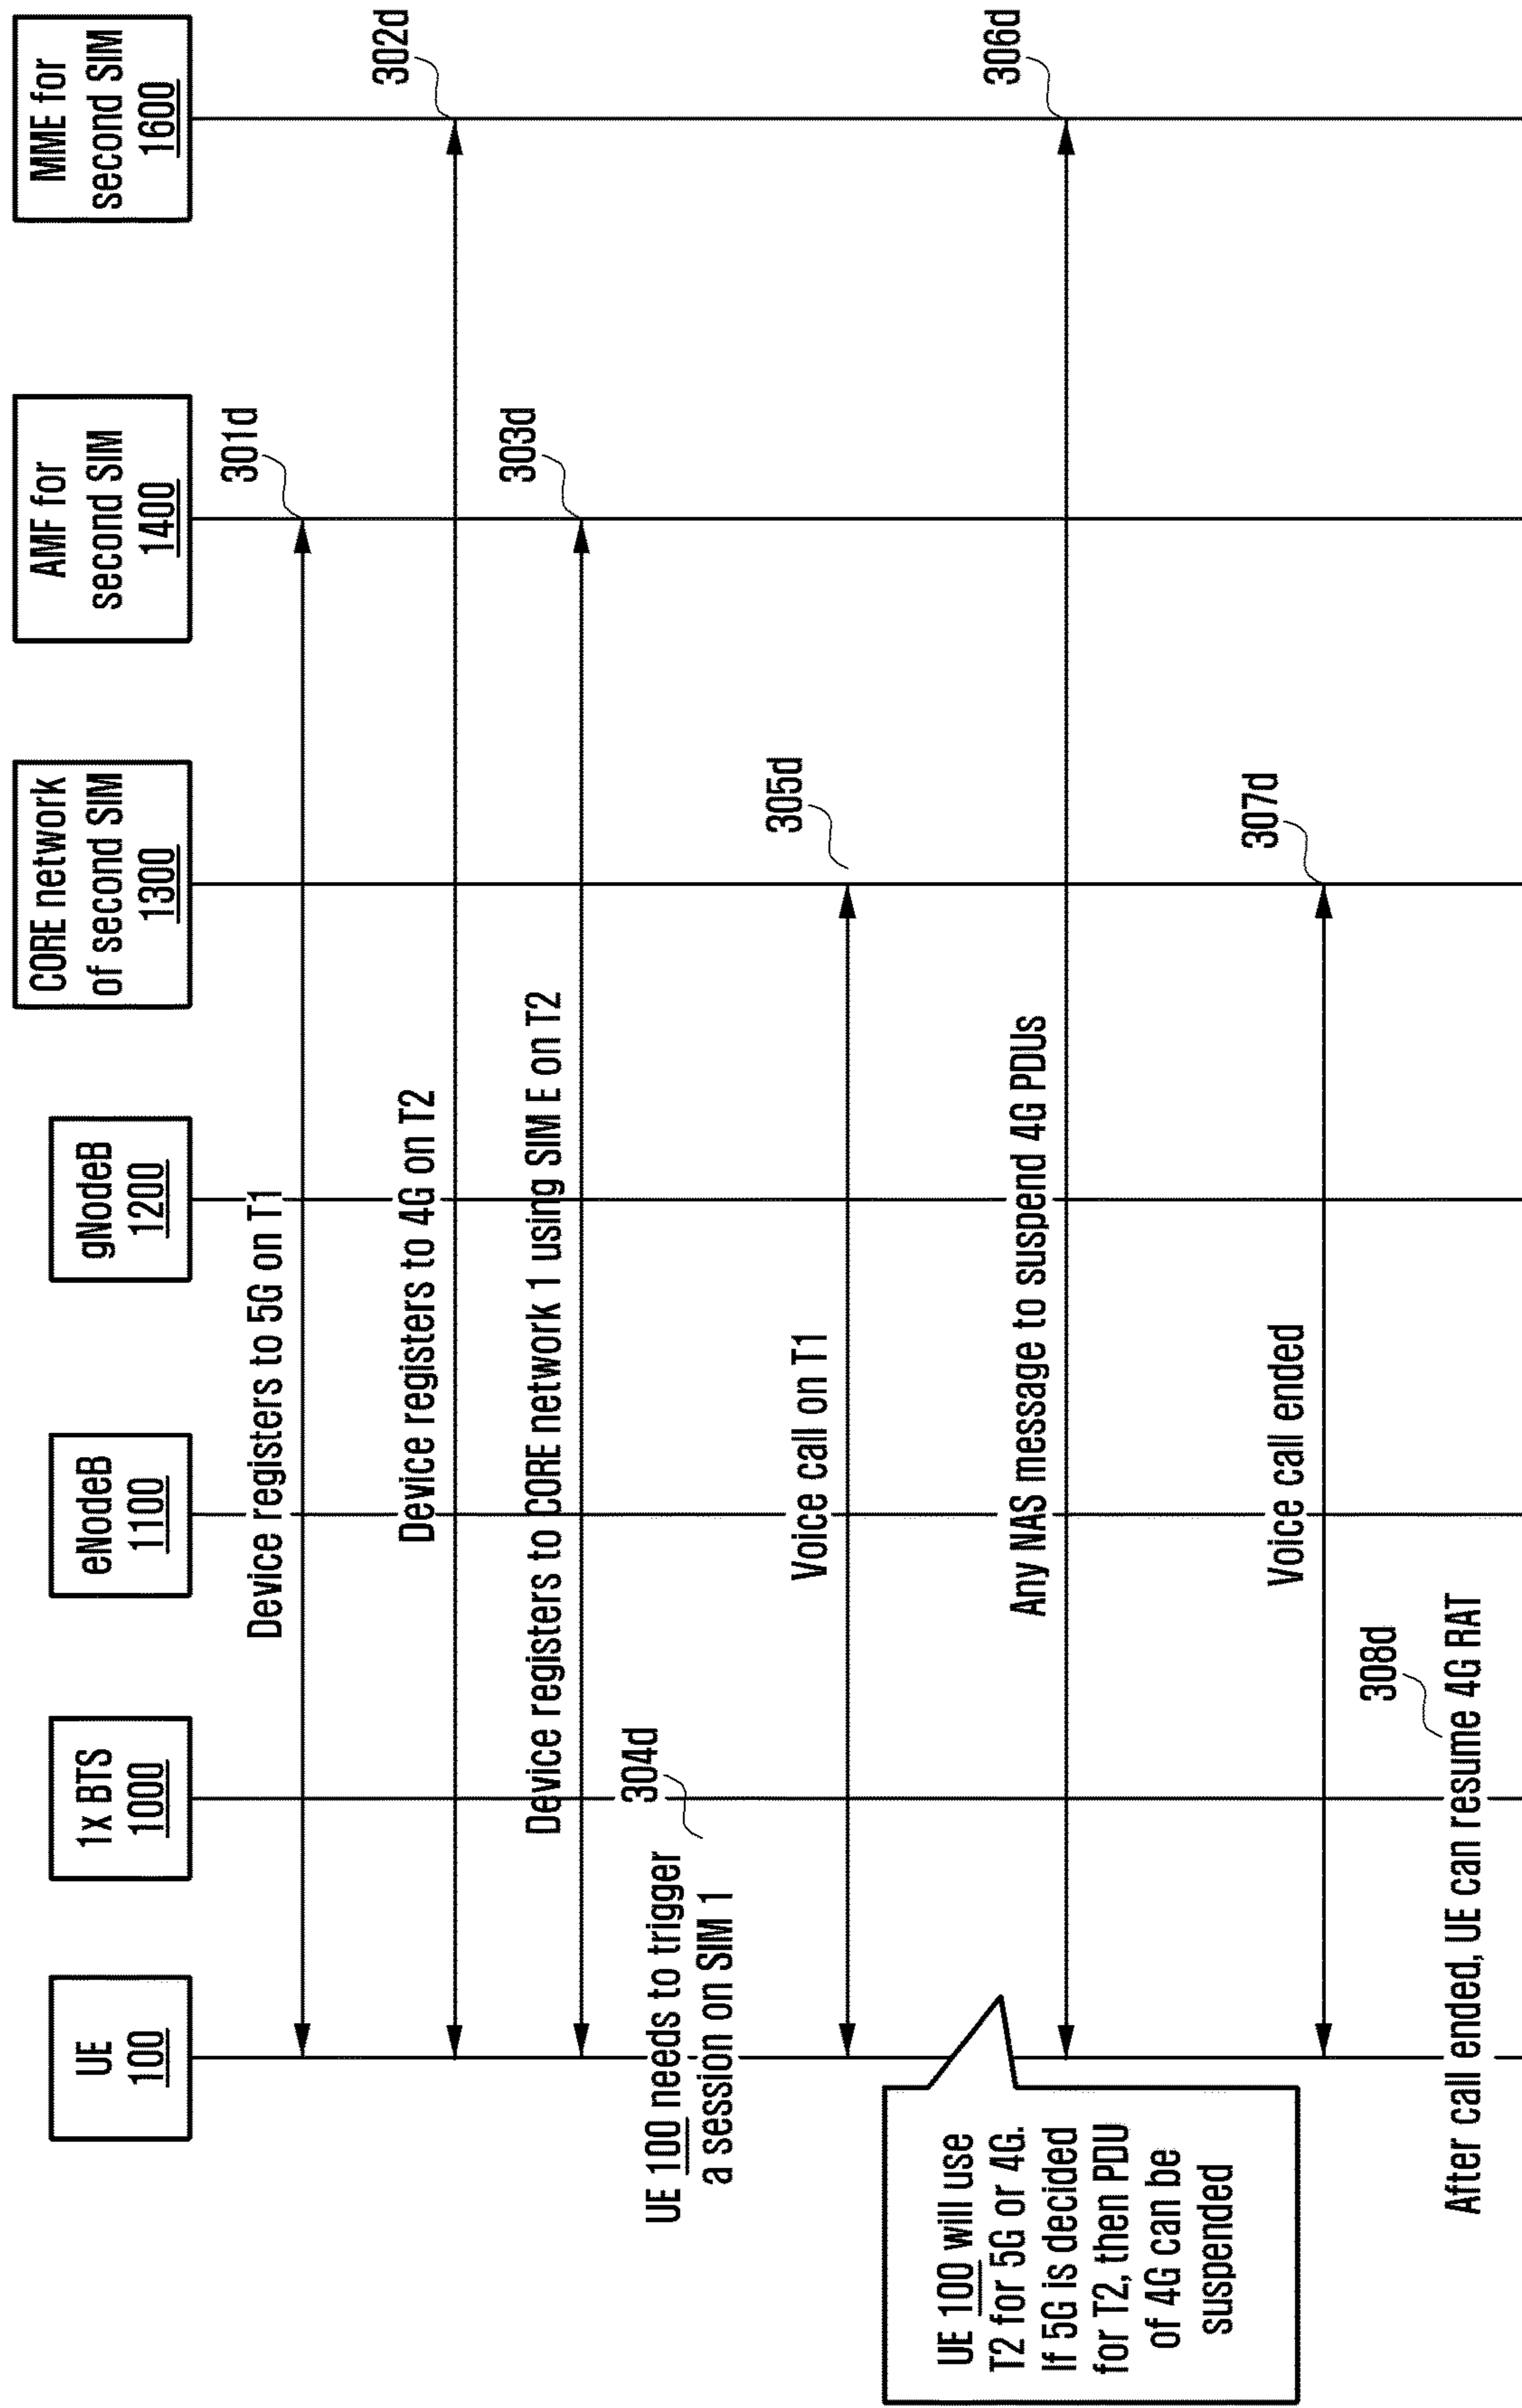 UE
100
1x BTS
1000
eNodeB
1100
gNodeB
1200
CORE network
of second SIM
1300
AMF for
second SIM
1400
MME for
second SIM
1600
Device registers to 5G on T1
301d
Device registers to 4G on T2
302d
Device registers to CORE network 1 using SIM E on T2
303d
304d
UE 100 needs to trigger
a session on SIM 1
Voice call on T1
305d
UE 100 will use
T2 for 5G or 4G.
If 5G is decided
for T2, then PDU
of 4G can be
suspended
Any NAS message to suspend 4G PDUs
306d
Voice call ended
307d
308d
After call ended, UE can resume 4G RAT